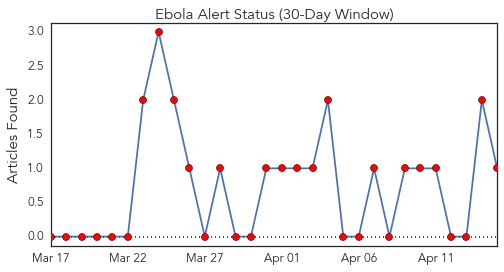 Ebola Alert Status (30-Day Window)
Articles Found
3.0
2.5
2.0
1.5
1.0
0.5
0.0
Mar 17 Mar 22 Mar 27 Apr 01 Apr 06 Apr 11